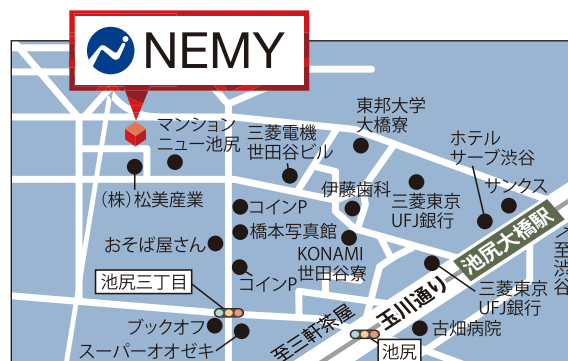 NEMY
マンション
ニュー池尻
三菱電機
世田谷ビル
東邦大学
大橋寮
ホテル
サーブ渋谷
(株)松美産業
伊藤歯科
三菱東京
UFJ銀行
サンクス
コインP
橋本写真館
おそば屋さん
KONAMI
世田谷寮
コインP
池尻大橋駅
至渋谷
池尻三丁目
玉川通り
三菱東京
UFJ銀行
ブックオフ
スーパーオオゼキ
至三軒茶屋
池尻
古畑病院